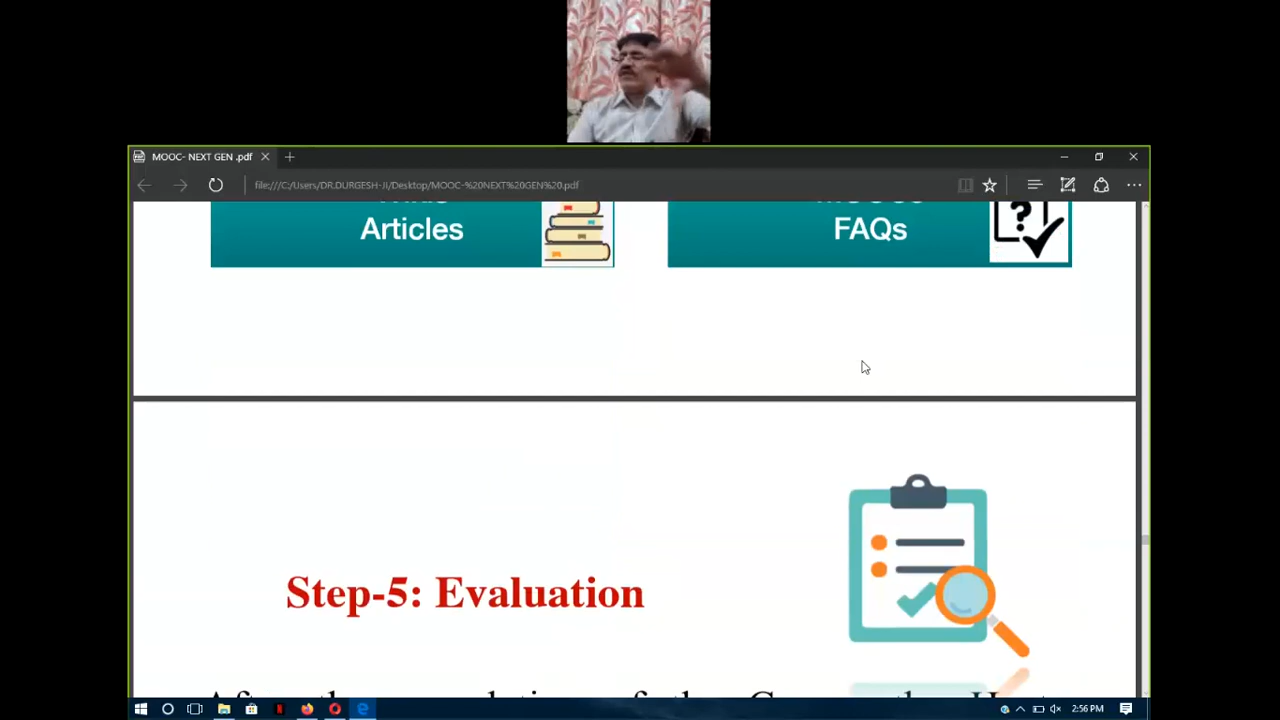 MOOC- NEXT GEN .pdf
file:///C:/Users/DR.DURGESH-JI/Desktop/MOOC-%20NEXT%20GEN%20.pdf
Articles
FAQs
Step-5: Evaluation
2:56 PM